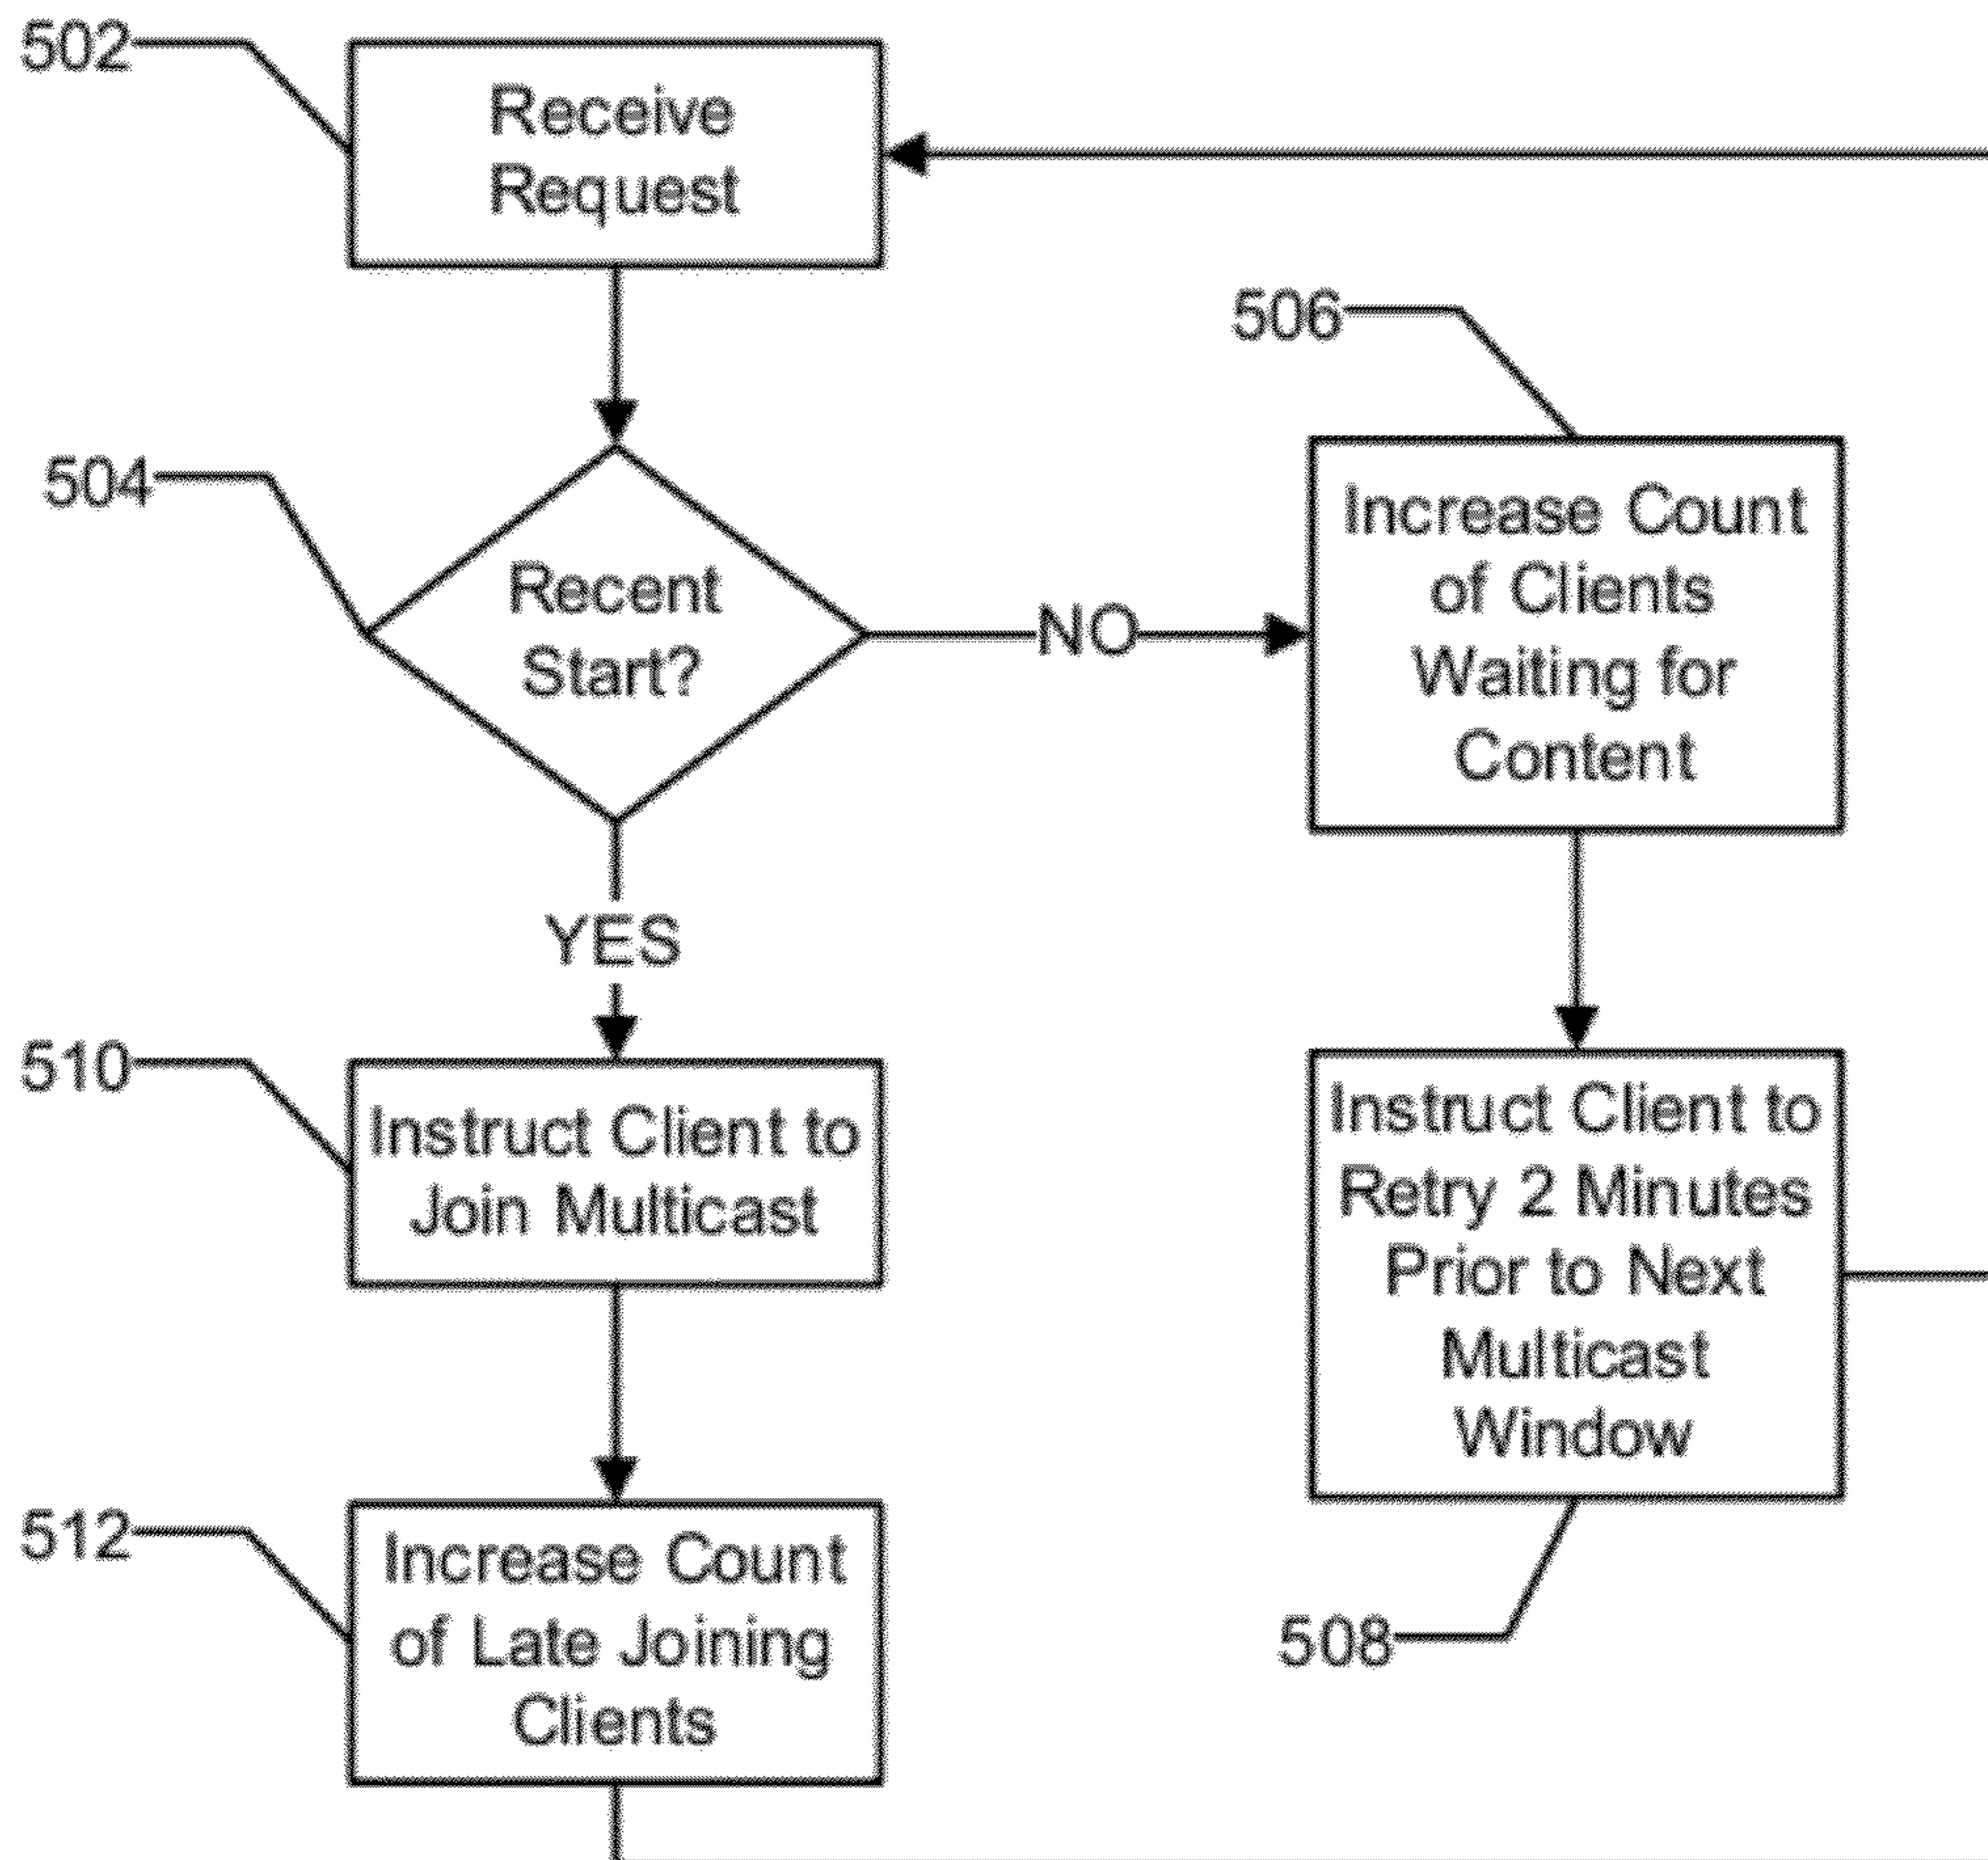 502
Receive
Request
506
504
Recent
Start?
NO
Increase Count
of Clients
Waiting for
Content
YES
510
Instruct Client to
Join Multicast
Instruct Client to
Retry 2 Minutes
Prior to Next
Multicast
Window
512
Increase Count
of Late Joining
Clients
508